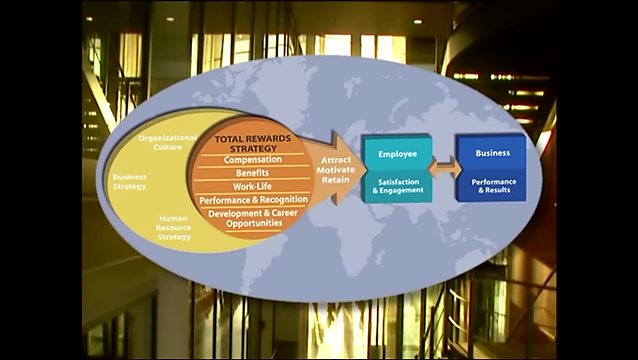 Organizational
Culture
Business
Strategy
Human
Resource
Strategy
TOTAL REWARDS
STRATEGY
Compensation
Benefits
Work-Life
Performance & Recognition
Development & Career
Opportunities
Attract
Motivate
Retain
Employee
Satisfaction
& Engagement
Business
Performance
& Results